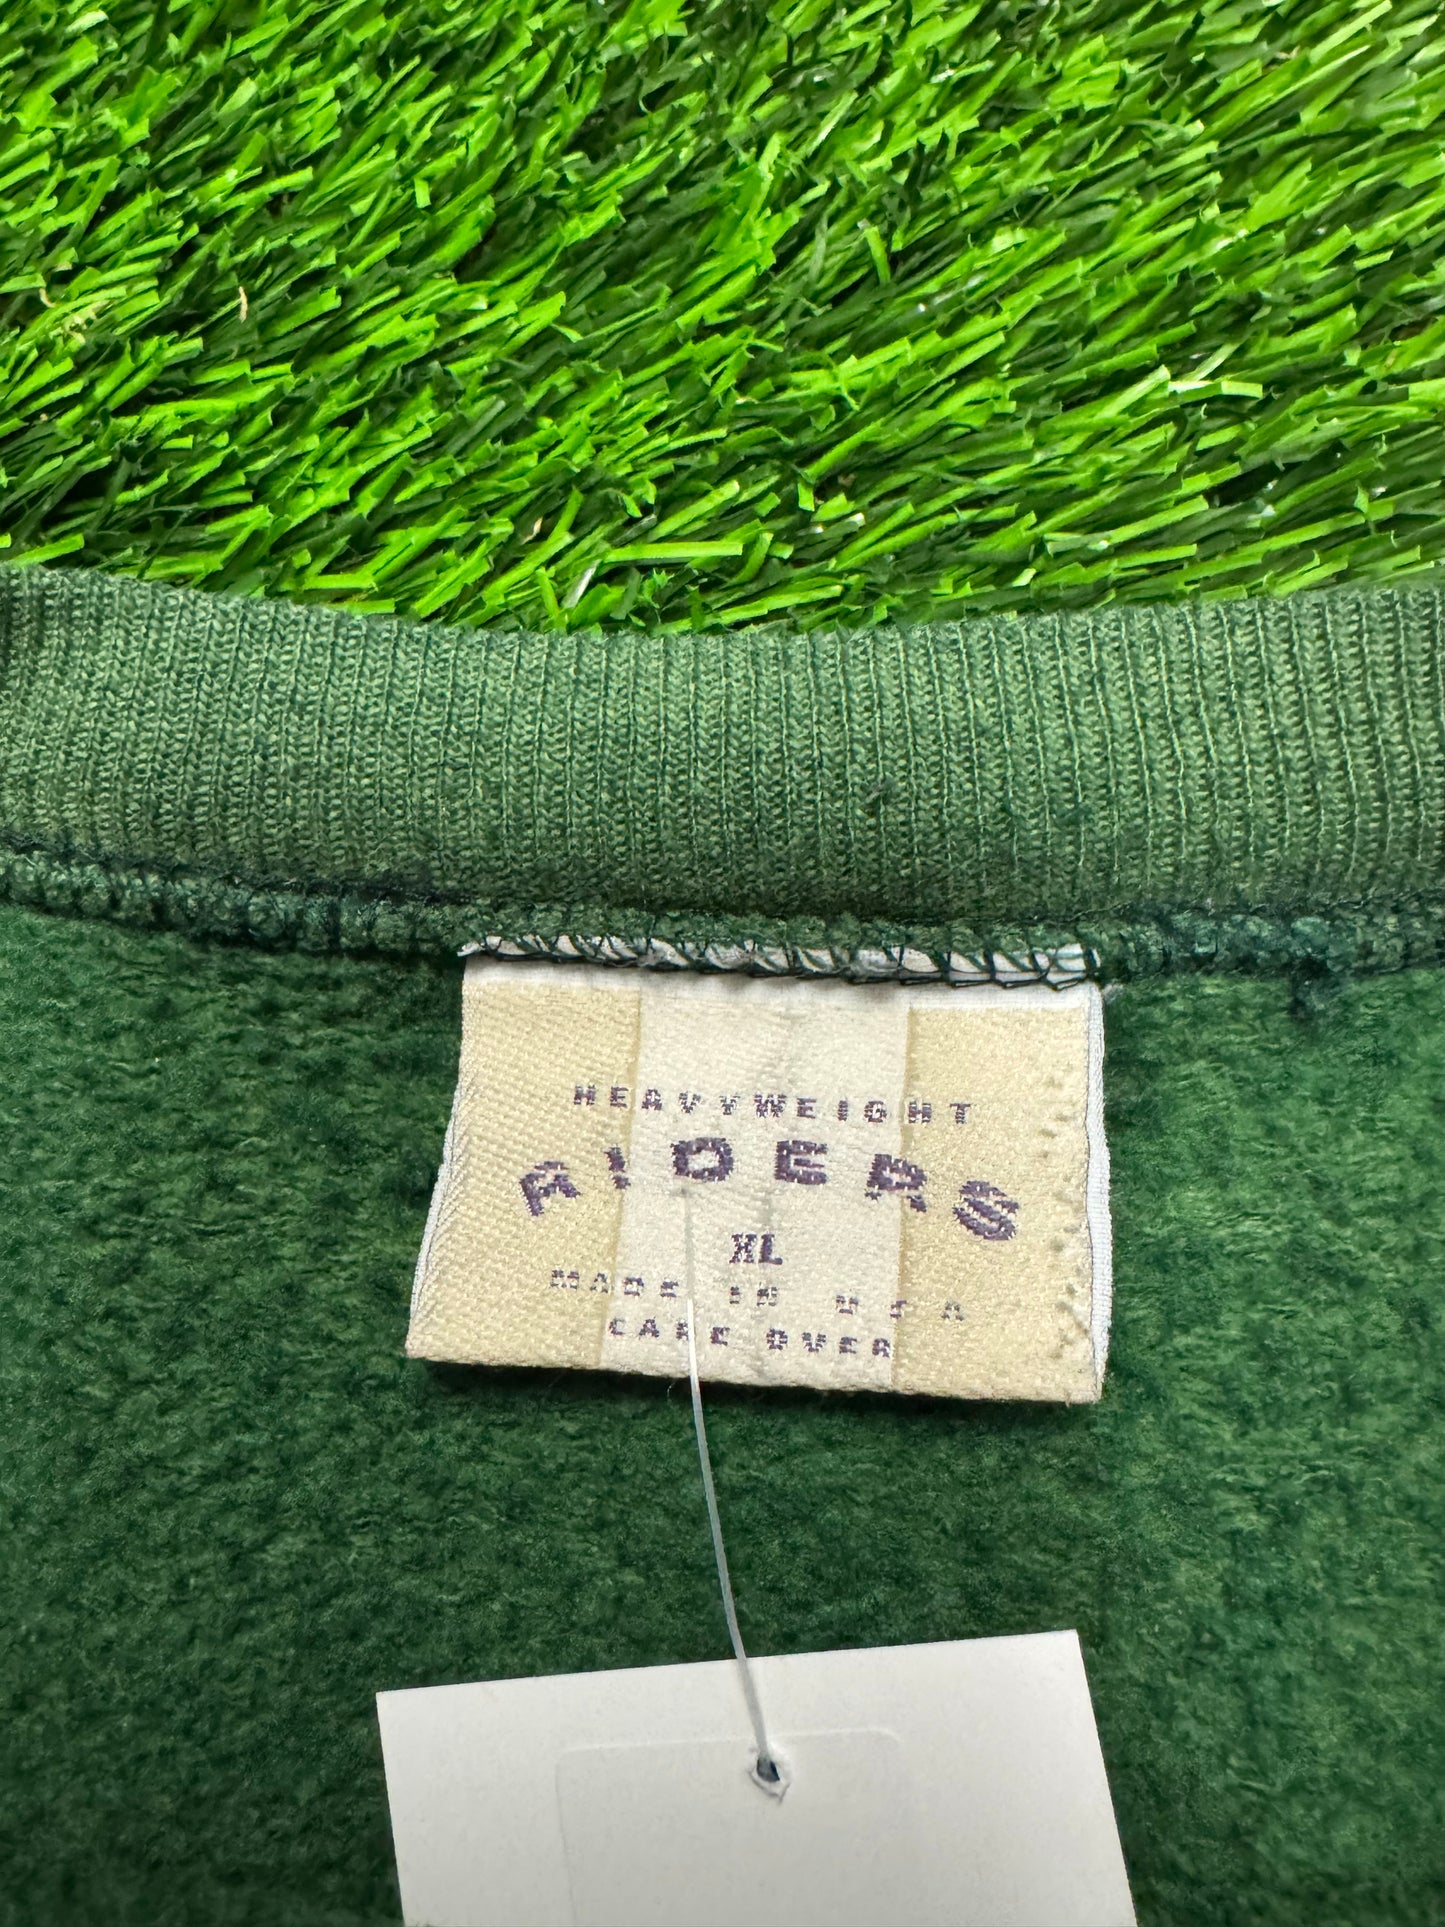 HEAVYWEIGHT
RIDERS
XL
MADE IN USA
CARE OVER